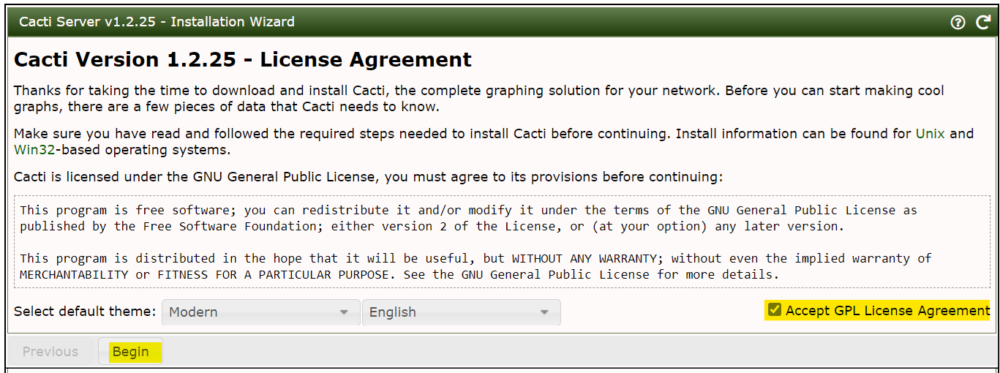 Cacti Server v1.2.25 - Installation Wizard
Cacti Version 1.2.25 - License Agreement
Thanks for taking the time to download and install Cacti, the complete graphing solution for your network. Before you can start making cool
graphs, there are a few pieces of data that Cacti needs to know.
Make sure you have read and followed the required steps needed to install Cacti before continuing. Install information can be found for Unix and
Win32-based operating systems.
Cacti is licensed under the GNU General Public License, you must agree to its provisions before continuing:
This program is free software; you can redistribute it and/or modify it under the terms of the GNU General Public License as
published by the Free Software Foundation; either version 2 of the License, or (at your option) any later version.
This program is distributed in the hope that it will be useful, but WITHOUT ANY WARRANTY; without even the implied warranty of
MERCHANTABILITY or FITNESS FOR A PARTICULAR PURPOSE. See the GNU General Public License for more details.
Select default theme: Modern English Accept GPL License Agreement
Previous Begin